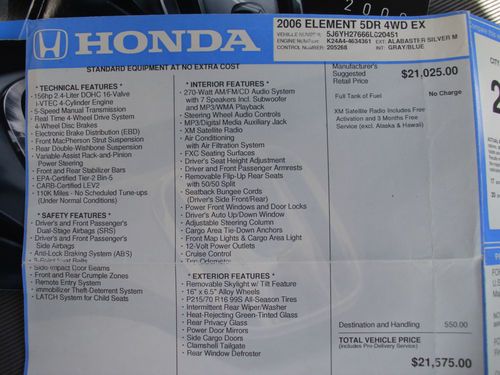 200
HONDA
2006 ELEMENT 5DR 4WD EX
VEHICLE NUMBER: 5J6YH27666L020451
ENGINE NUMBER: K24A4-4634361 EXT: ALABASTER SILVER M
CONTROL NUMBER: 205268 INT: GRAY/BLUE
STANDARD EQUIPMENT AT NO EXTRA COST
* TECHNICAL FEATURES *
156hp 2.4-Liter DOHC 16-Valve
i-VTEC 4-Cylinder Engine
5-Speed Manual Transmission
Real Time 4-Wheel Drive System
4-Wheel Disc Brakes
Electronic Brake Distribution (EBD)
Front MacPherson Strut Suspension
Rear Double-Wishbone Suspension
Variable-Assist Rack-and-Pinion
Power Steering
Front and Rear Stabilizer Bars
EPA-Certified Tier-2 Bin-5
CARB-Certified LEV2
110K Miles - No Scheduled Tune-ups
(Under Normal Conditions)
* SAFETY FEATURES *
Driver's and Front Passenger's
Dual-Stage Airbags (SRS)
Driver's and Front Passenger's
Side Airbags
Anti-Lock Braking System (ABS)
3-Point Seat Belts
Side Impact Door Beams
Front and Rear Crumple Zones
Remote Entry System
Immobilizer Theft-Deterrent System
LATCH System for Child Seats
* INTERIOR FEATURES *
270-Watt AM/FM/CD Audio System
with 7 Speakers Incl. Subwoofer
and MP3/WMA Playback
Steering Wheel Audio Controls
MP3/Digital Media Auxiliary Jack
XM Satellite Radio
Air Conditioning
with Air Filtration System
FXC Seating Surfaces
Driver's Seat Height Adjustment
Driver and Front Passenger Armrests
Removable Flip-Up Rear Seats
with 50/50 Split
Seatback Bungee Cords
(Driver's Side Front/Rear)
Power Front Windows and Door Locks
Driver's Auto Up/Down Window
Adjustable Steering Column
Cargo Area Tie-Down Anchors
Front Map Lights & Cargo Area Light
12-Volt Power Outlets
Cruise Control
Trip Odometer
* EXTERIOR FEATURES *
Removable Skylight w/ Tilt Feature
16" x 6.5" Alloy Wheels
P215/70 R16 99S All-Season Tires
Intermittent Rear Wiper/Washer
Heat-Rejecting Green-Tinted Glass
Rear Privacy Glass
Power Door Mirrors
Side Cargo Doors
Clamshell Tailgate
Rear Window Defroster
Manufacturer's
Suggested
Retail Price $21,025.00
Full Tank of Fuel No Charge
XM Satellite Radio Includes Free
Activation and 3 Months Free
Service (excl. Alaska & Hawaii)
Destination and Handling 550.00
TOTAL VEHICLE PRICE
(Includes Pre-Delivery Service)
$21,575.00
CITY
2